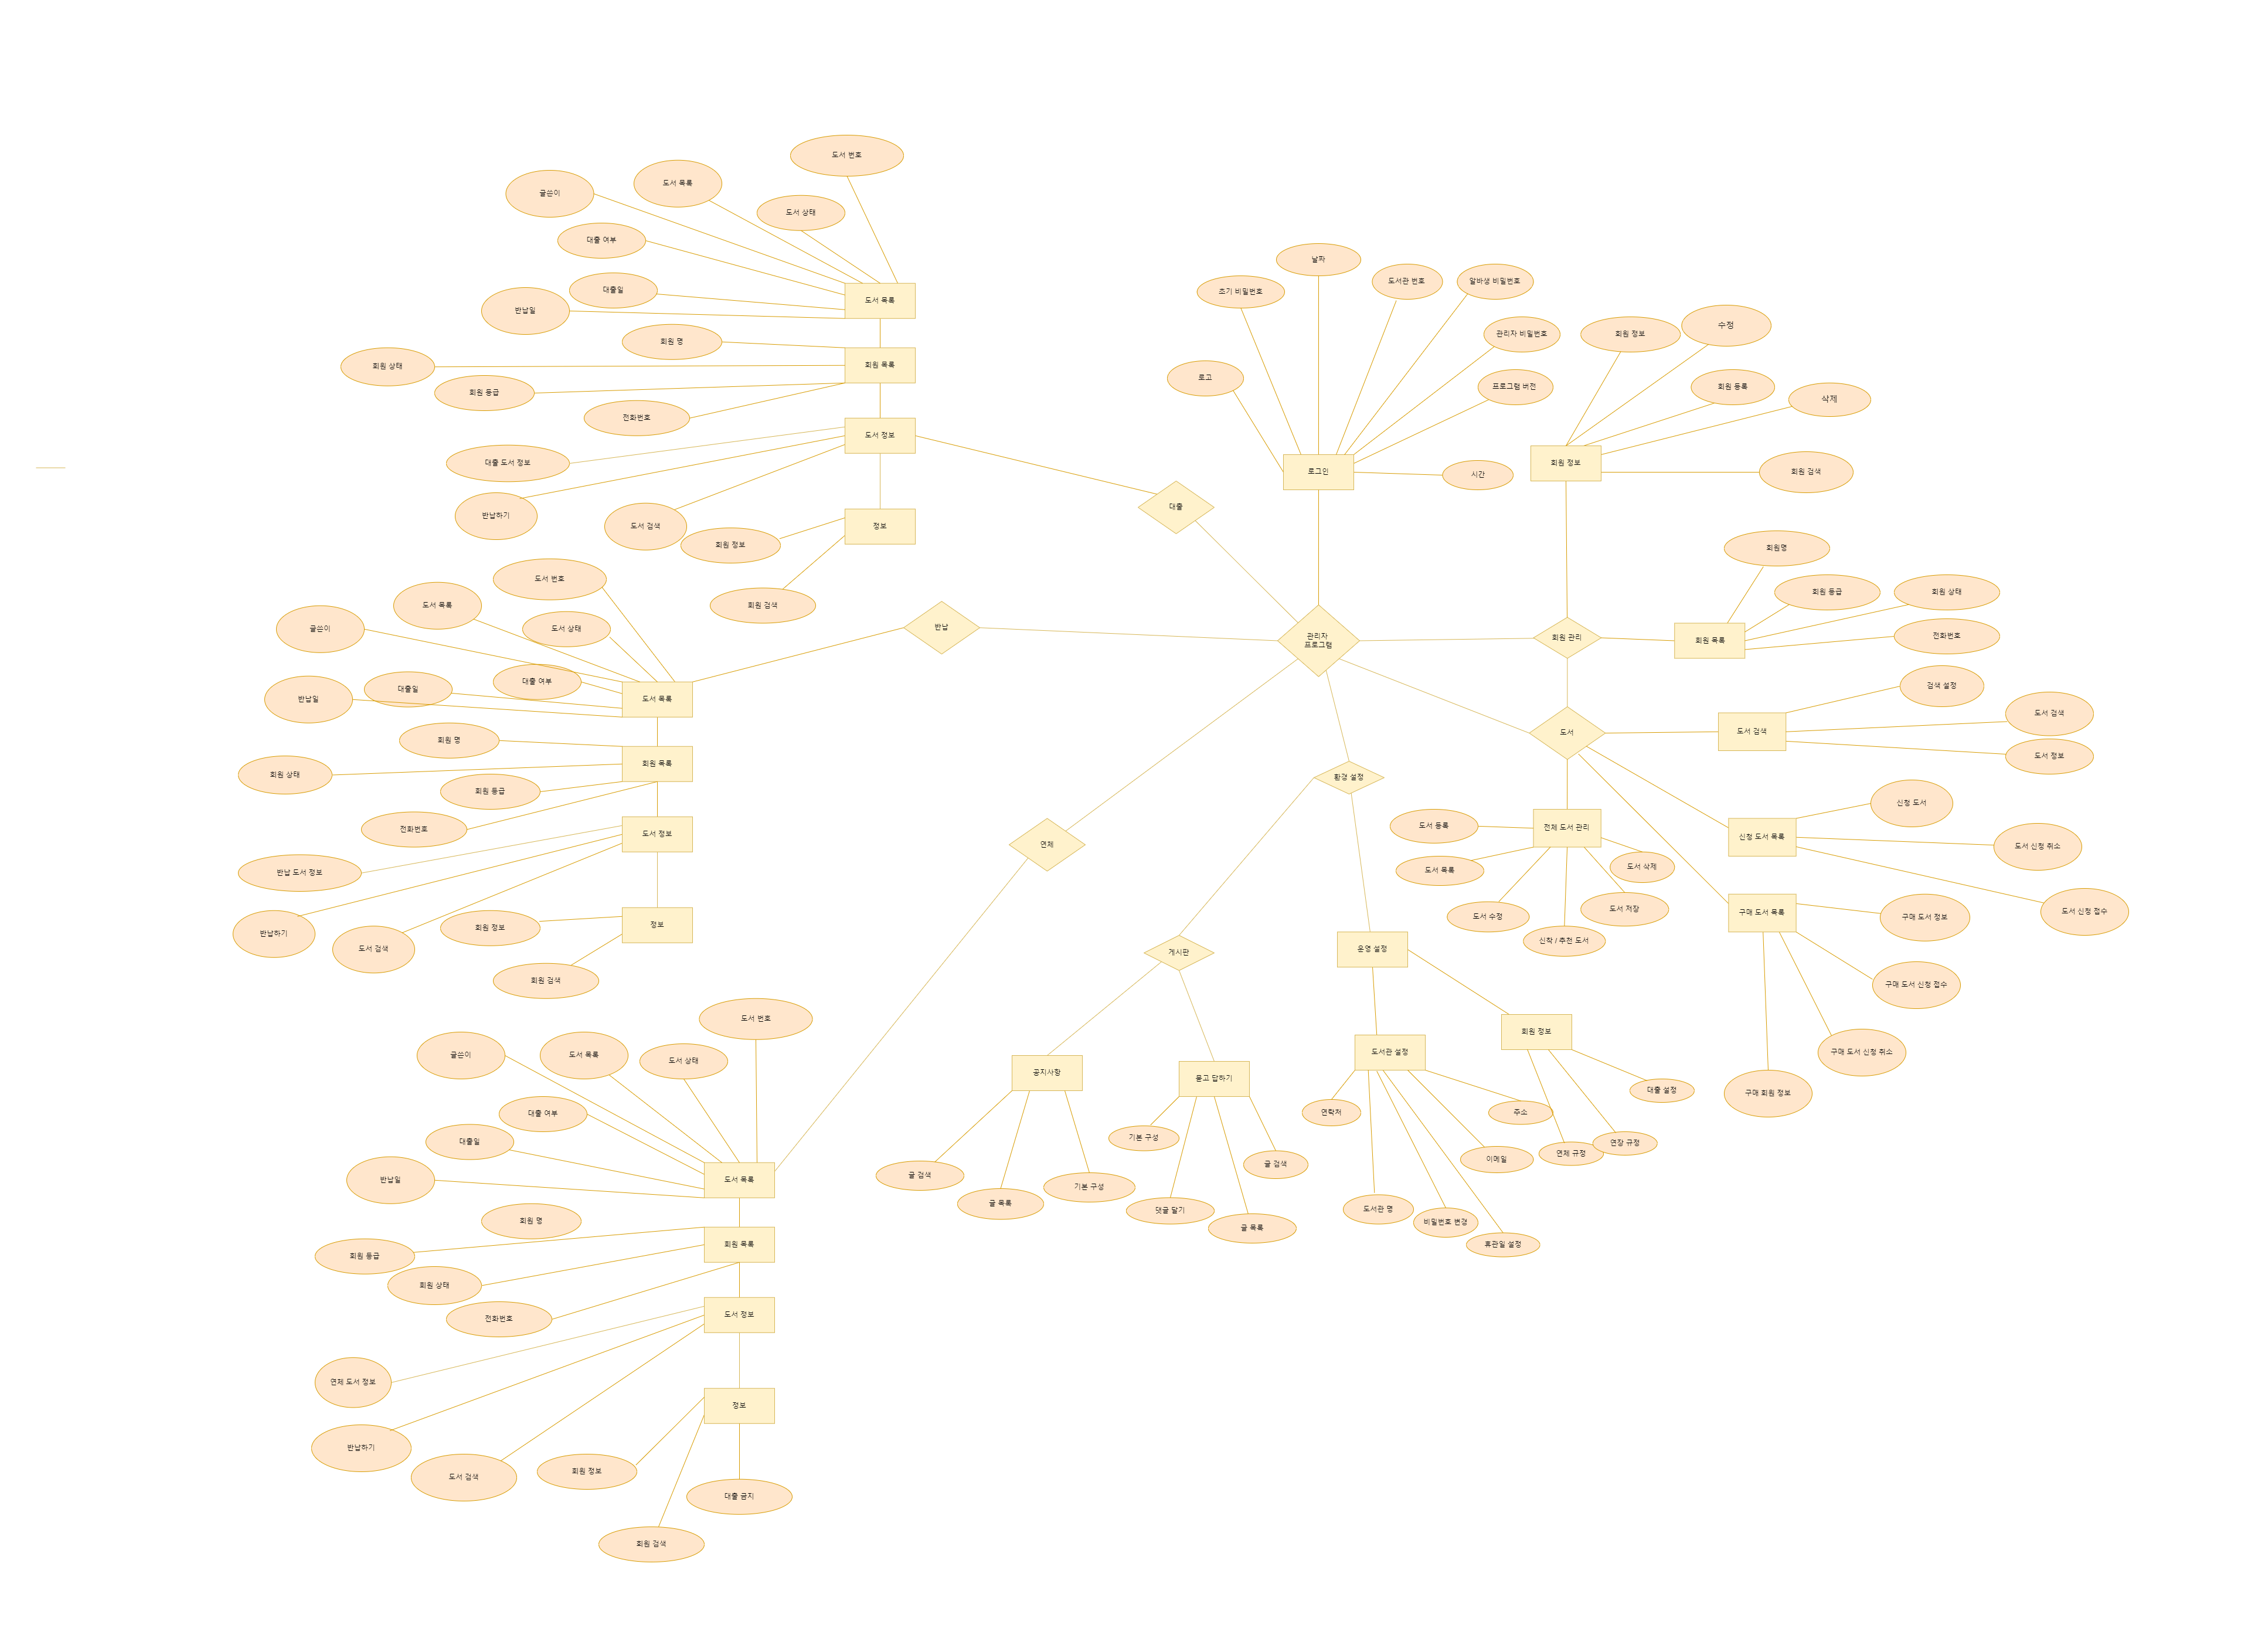 도서 번호
도서 목록
글쓴이
도서 상태
대출 여부
대출일
반납일
도서 목록
회원 명
회원 상태
회원 목록
회원 등급
전화번호
도서 정보
대출 도서 정보
반납하기
도서 검색
정보
회원 정보
회원 검색
대출
날짜
초기 비밀번호
도서관 번호
알바생 비밀번호
관리자 비밀번호
로고
프로그램 버전
로그인
시간
수정
회원 정보
회원 등록
삭제
회원 정보
회원 검색
회원명
회원 등급
회원 상태
전화번호
회원 목록
회원 관리
관리자
프로그램
반납
도서 번호
도서 목록
글쓴이
도서 상태
대출 여부
대출일
반납일
도서 목록
회원 명
회원 목록
회원 상태
회원 등급
전화번호
도서 정보
반납 도서 정보
반납하기
도서 검색
회원 정보
정보
회원 검색
검색 설정
도서 검색
도서 검색
도서
도서 정보
환경 설정
신청 도서
도서 등록
전체 도서 관리
신청 도서 목록
도서 신청 취소
연체
도서 목록
도서 삭제
도서 수정
도서 저장
구매 도서 목록
구매 도서 정보
도서 신청 접수
신착 / 추천 도서
게시판
운영 설정
구매 도서 신청 접수
회원 정보
도서관 설정
구매 도서 신청 취소
공지사항
묻고 답하기
대출 설정
구매 회원 정보
연락처
주소
기본 구성
연장 규정
연체 규정
이메일
글 검색
글 검색
기본 구성
글 목록
댓글 달기
도서관 명
비밀번호 변경
글 목록
휴관일 설정
도서 번호
글쓴이
도서 목록
도서 상태
대출 여부
대출일
반납일
도서 목록
회원 명
회원 등급
회원 목록
회원 상태
전화번호
도서 정보
연체 도서 정보
정보
반납하기
도서 검색
회원 정보
대출 금지
회원 검색